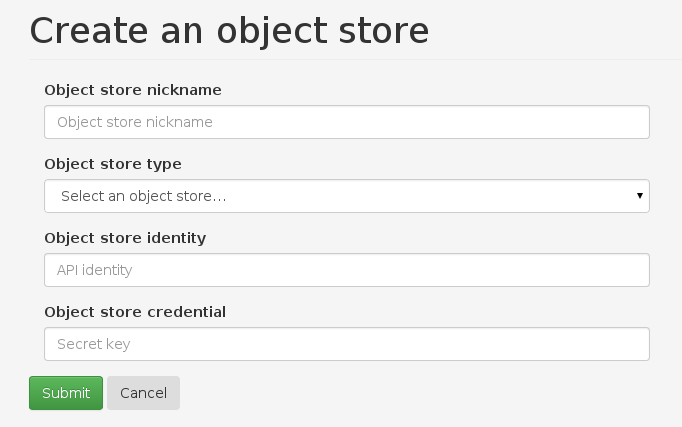 Create an object store
Object store nickname
Object store nickname
Object store type
Select an object store...
Object store identity
API identity
Object store credential
Secret key
Submit Cancel